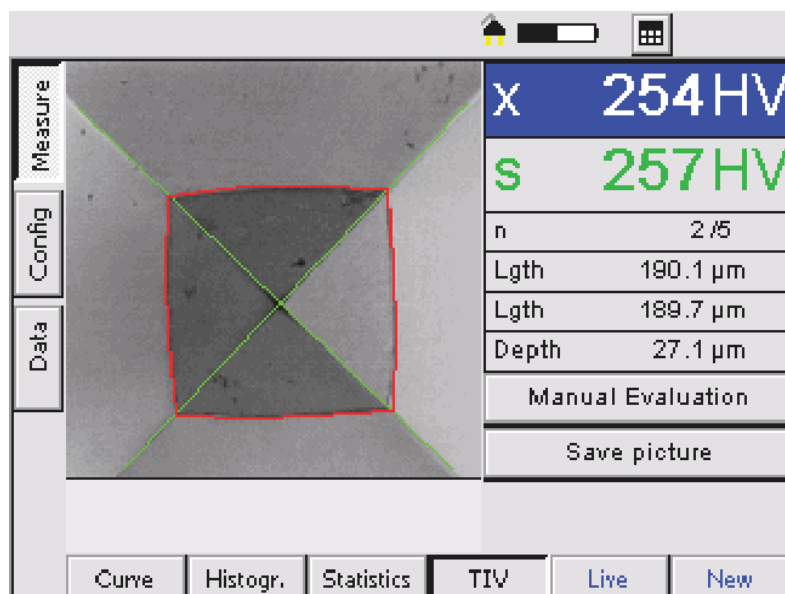 Measure
Config
Data
X 254 HV
S 257 HV
n 2/5
Lgth 190.1 µm
Lgth 189.7 µm
Depth 27.1 µm
Manual Evaluation
Save picture
Curve Histogr. Statistics TIV Live New